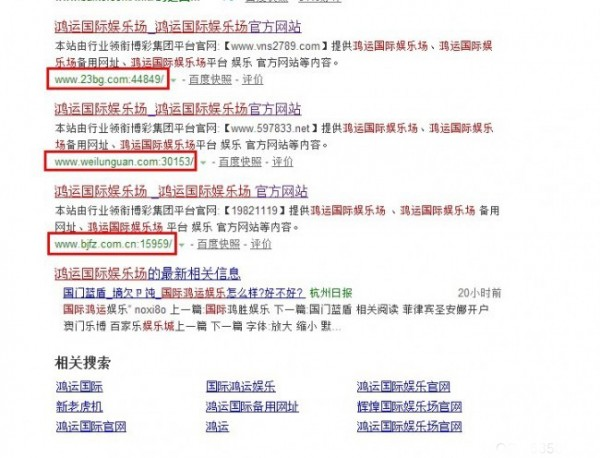 鸿运国际娱乐场_鸿运国际娱乐场官方网站
本站由行业领衔博彩集团平台官网:【www.vns2789.com】提供鸿运国际娱乐场、鸿运国际娱
乐场备用网址、鸿运国际娱乐场平台 娱乐 官方网站等内容。
www.23bg.com:44849/ - 百度快照 - 评价
鸿运国际娱乐场_鸿运国际娱乐场官方网站
本站由行业领衔博彩集团平台官网:【www.597833.net】提供鸿运国际娱乐场、鸿运国际娱乐
场备用网址、鸿运国际娱乐场平台 娱乐 官方网站等内容。
www.weilunguan.com:30153/ - 百度快照 - 评价
鸿运国际娱乐场 _鸿运国际娱乐场 官方网站
本站由行业领衔博彩集团平台官网:【19821119】提供 鸿运国际娱乐场 、鸿运国际娱乐场 备用
网址、鸿运国际娱乐场 平台 娱乐 官方网站等内容。
www.bjfz.com.cn:15959/ - 百度快照 - 评价
鸿运国际娱乐场的最新相关信息
国门蓝盾_摘欠卩炖_国际鸿运娱乐怎么样?好不好? 杭州日报 20小时前
国际鸿运娱乐" noxi8o 上一篇:国际鸿胜娱乐 下一篇:国门蓝盾 相关阅读 菲律宾圣安娜开户
澳门乐博 百家乐娱乐城上一篇 下一篇 字体:放大 缩小 默...
相关搜索
鸿运国际 国际鸿运娱乐 鸿运国际娱乐官网
新老虎机 鸿运国际备用网址 辉煌国际娱乐场官网
鸿运国际官网 鸿运 鸿运国际娱乐场官网